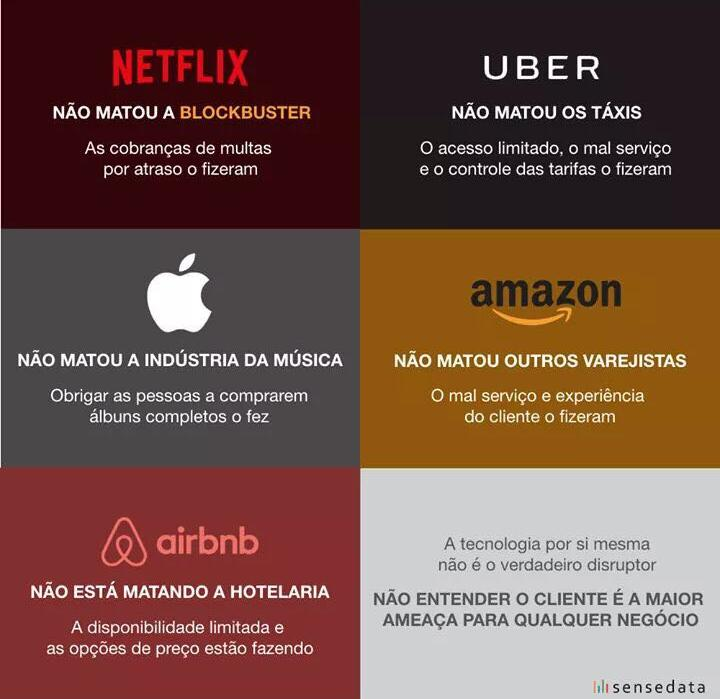 NETFLIX
NÃO MATOU A BLOCKBUSTER
As cobranças de multas
por atraso o fizeram
UBER
NÃO MATOU OS TÁXIS
O acesso limitado, o mal serviço
e o controle das tarifas o fizeram
NÃO MATOU A INDÚSTRIA DA MÚSICA
Obrigar as pessoas a comprarem
álbuns completos o fez
amazon
NÃO MATOU OUTROS VAREJISTAS
O mal serviço e experiência
do cliente o fizeram
airbnb
NÃO ESTÁ MATANDO A HOTELARIA
A disponibilidade limitada e
as opções de preço estão fazendo
A tecnologia por si mesma
não é o verdadeiro disruptor
NÃO ENTENDER O CLIENTE É A MAIOR
AMEAÇA PARA QUALQUER NEGÓCIO
sensedata